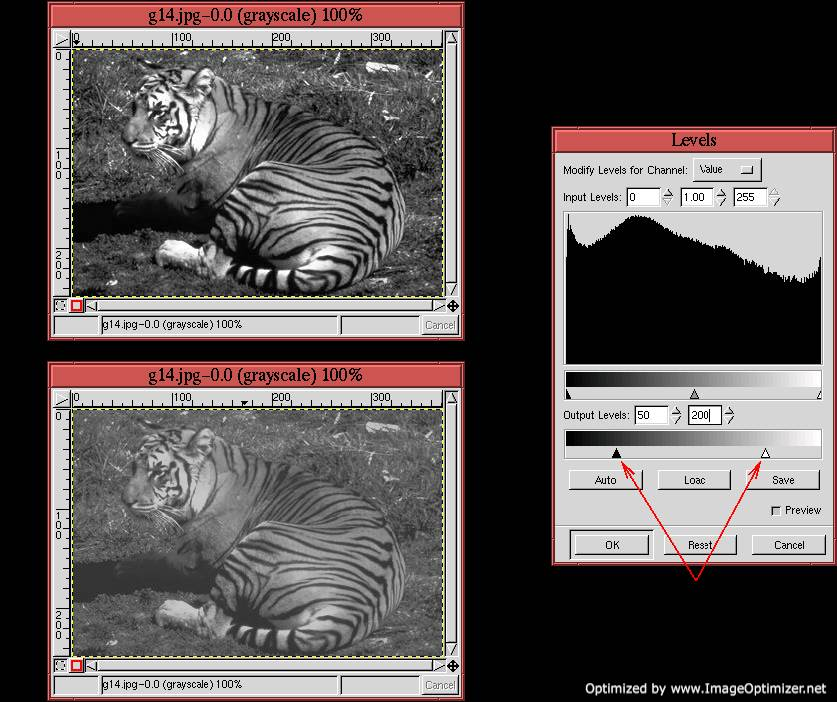 g14.jpg-0.0 (grayscale) 100%
0 100 200 300
0
100
200
g14.jpg-0.0 (grayscale) 100%
Cancel
g14.jpg-0.0 (grayscale) 100%
0 100 200 300
0
100
200
g14.jpg-0.0 (grayscale) 100%
Cancel
Levels
Modify Levels for Channel: Value
Input Levels: 0 1.00 255
Output Levels: 50 200
Auto Loac Save
Preview
OK Reset Cancel
Optimized by www.ImageOptimizer.net